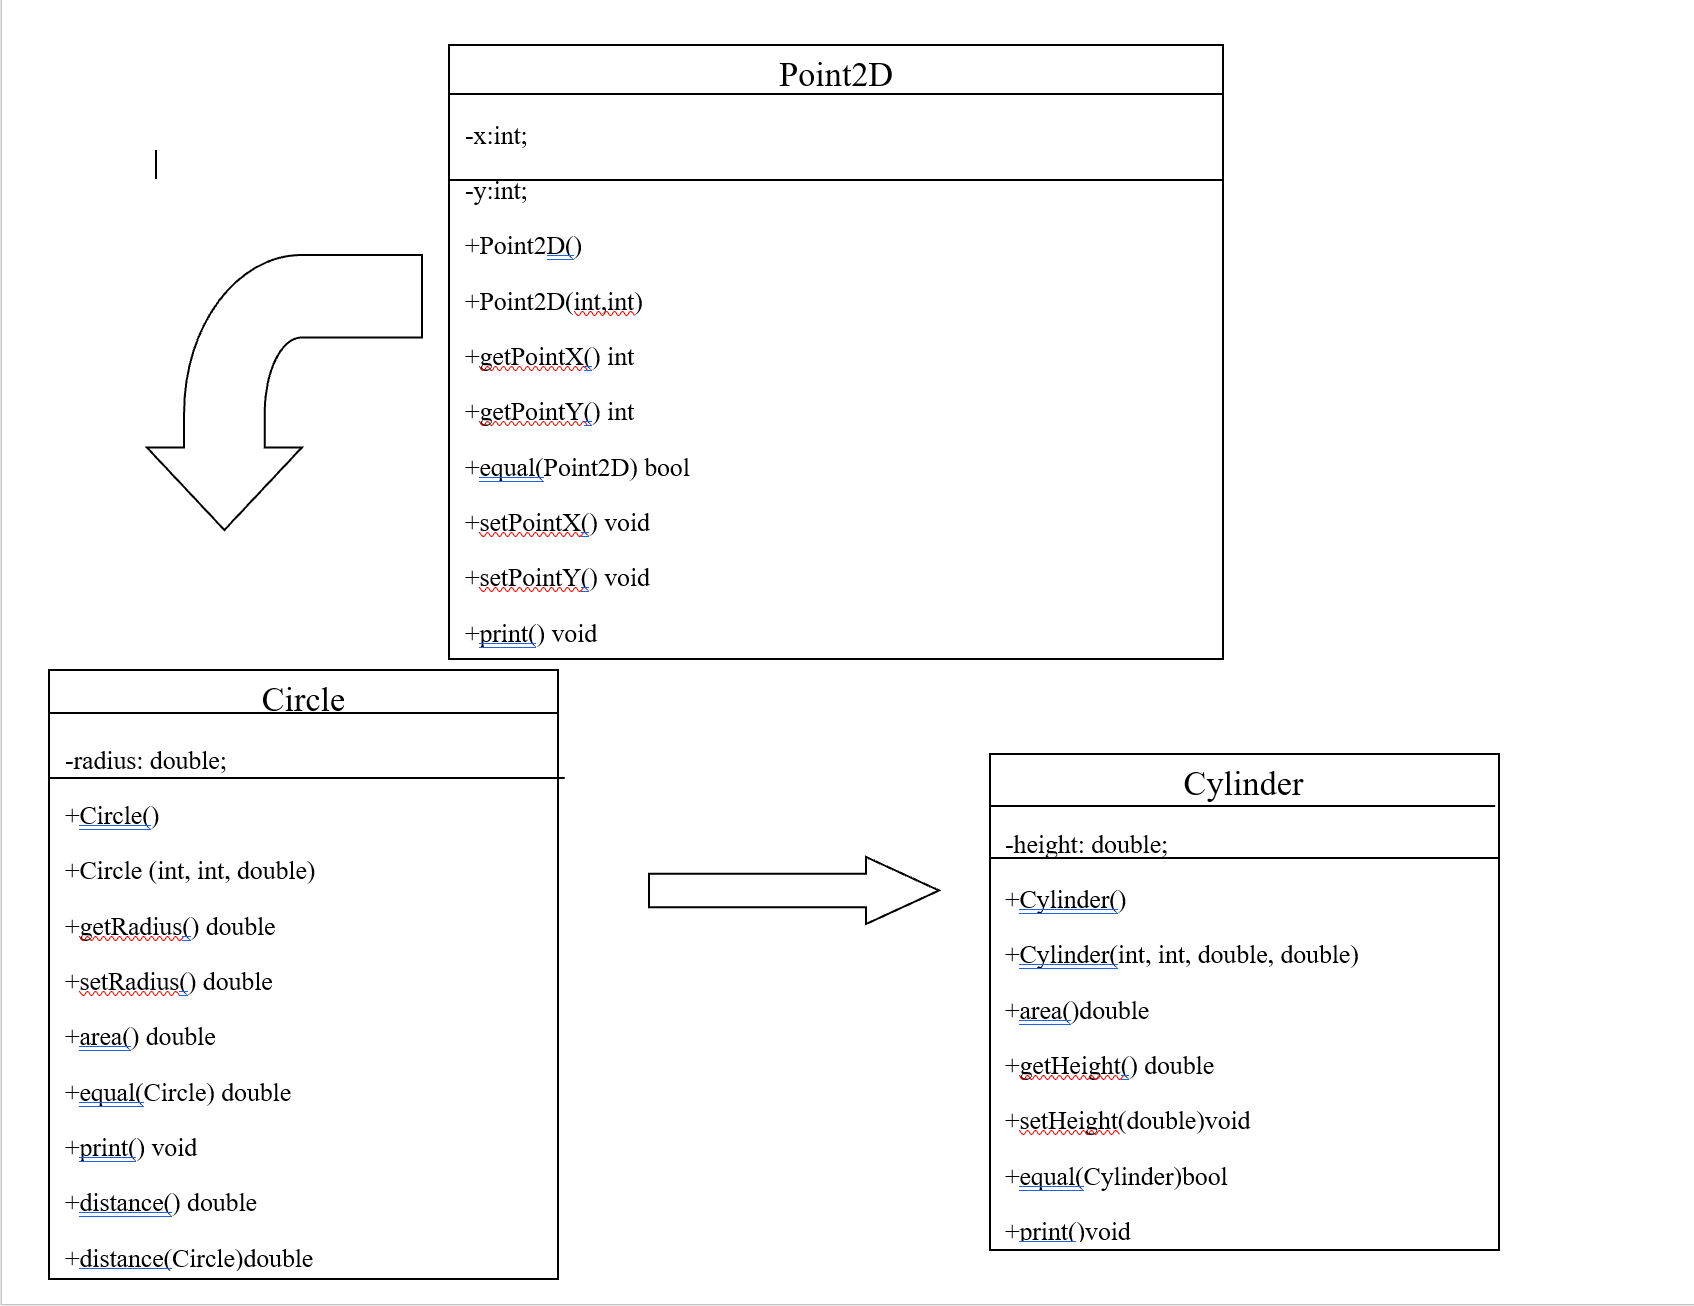 Point2D
-x:int;
-y:int;
+Point2D()
+Point2D(int,int)
+getPointX() int
+getPointY() int
+equal(Point2D) bool
+setPointX() void
+setPointY() void
+print() void
Circle
-radius: double;
+Circle()
+Circle (int, int, double)
+getRadius() double
+setRadius() double
+area() double
+equal(Circle) double
+print() void
+distance() double
+distance(Circle)double
Cylinder
-height: double;
+Cylinder()
+Cylinder(int, int, double, double)
+area()double
+getHeight() double
+setHeight(double)void
+equal(Cylinder)bool
+print()void